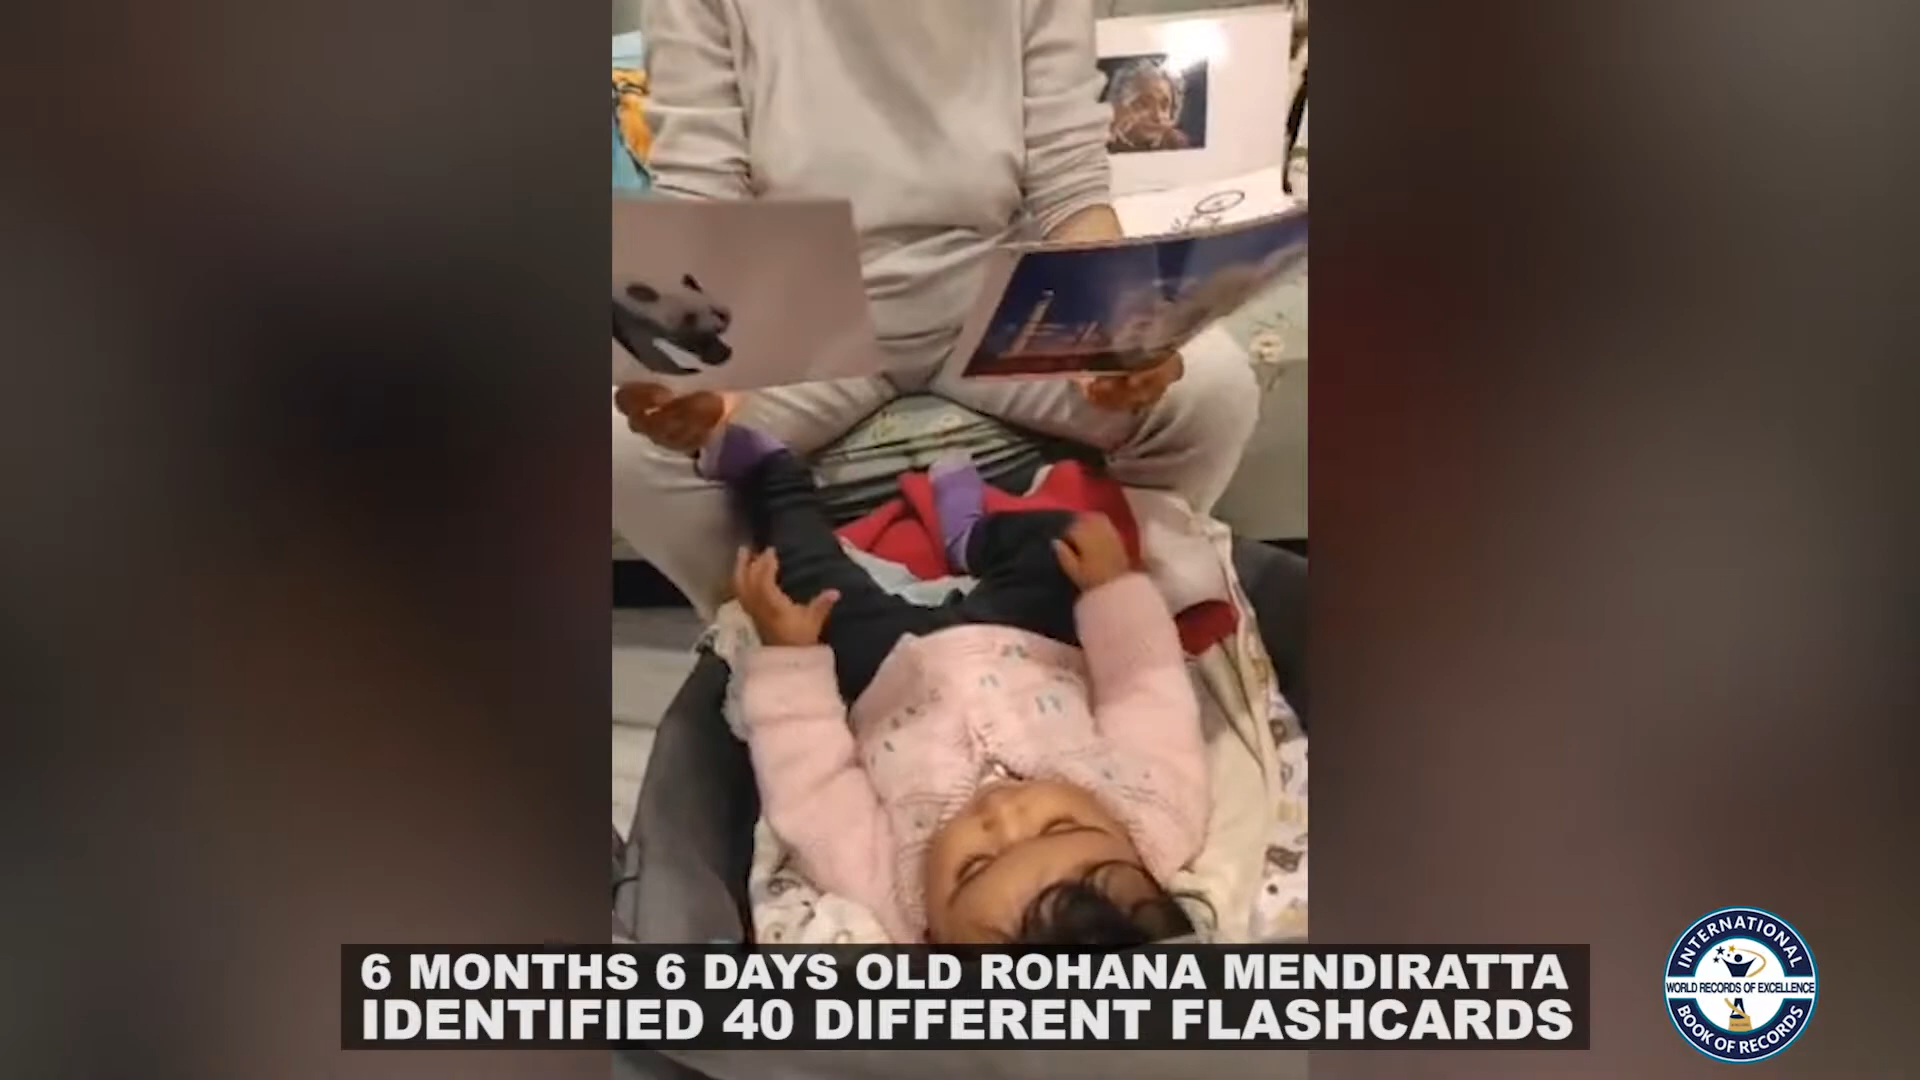 6 MONTHS 6 DAYS OLD ROHANA MENDIRATTA
IDENTIFIED 40 DIFFERENT FLASHCARDS
INTERNATIONAL
WORLD RECORDS OF EXCELLENCE
BOOK OF RECORDS